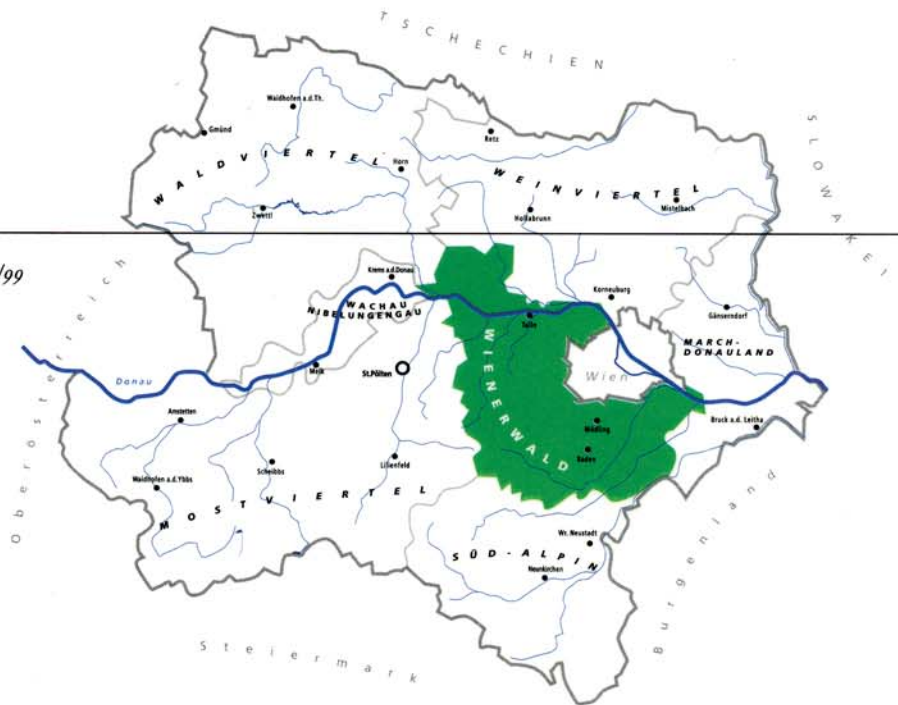 TSCHECHIEN
SLOWAKEI
Waidhofen a.d.Th.
Gmünd
Retz
WALDVIERTEL
Horn
WEINVIERTEL
Mistelbach
Zwettl
Hollabrunn
/99
Krems a.d.Donau
Korneuburg
WACHAU
NIBELUNGENGAU
Tulln
Gänserndorf
WIENERWALD
MARCH-
DONAULAND
Melk
St.Pölten
Wien
Donau
Oberösterreich
Amstetten
Mödling
Bruck a.d. Leitha
Baden
Scheibbs
Lilienfeld
Waidhofen a.d.Ybbs
MOSTVIERTEL
Wr. Neustadt
SÜD-ALPIN
Neunkirchen
Burgenland
Steiermark